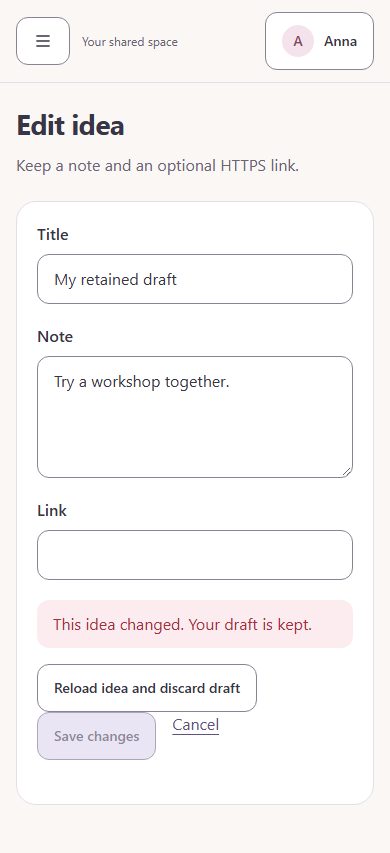 Your shared space
A
Anna
Edit idea
Keep a note and an optional HTTPS link.
Title
My retained draft
Note
Try a workshop together.
Link
This idea changed. Your draft is kept.
Reload idea and discard draft
Save changes
Cancel